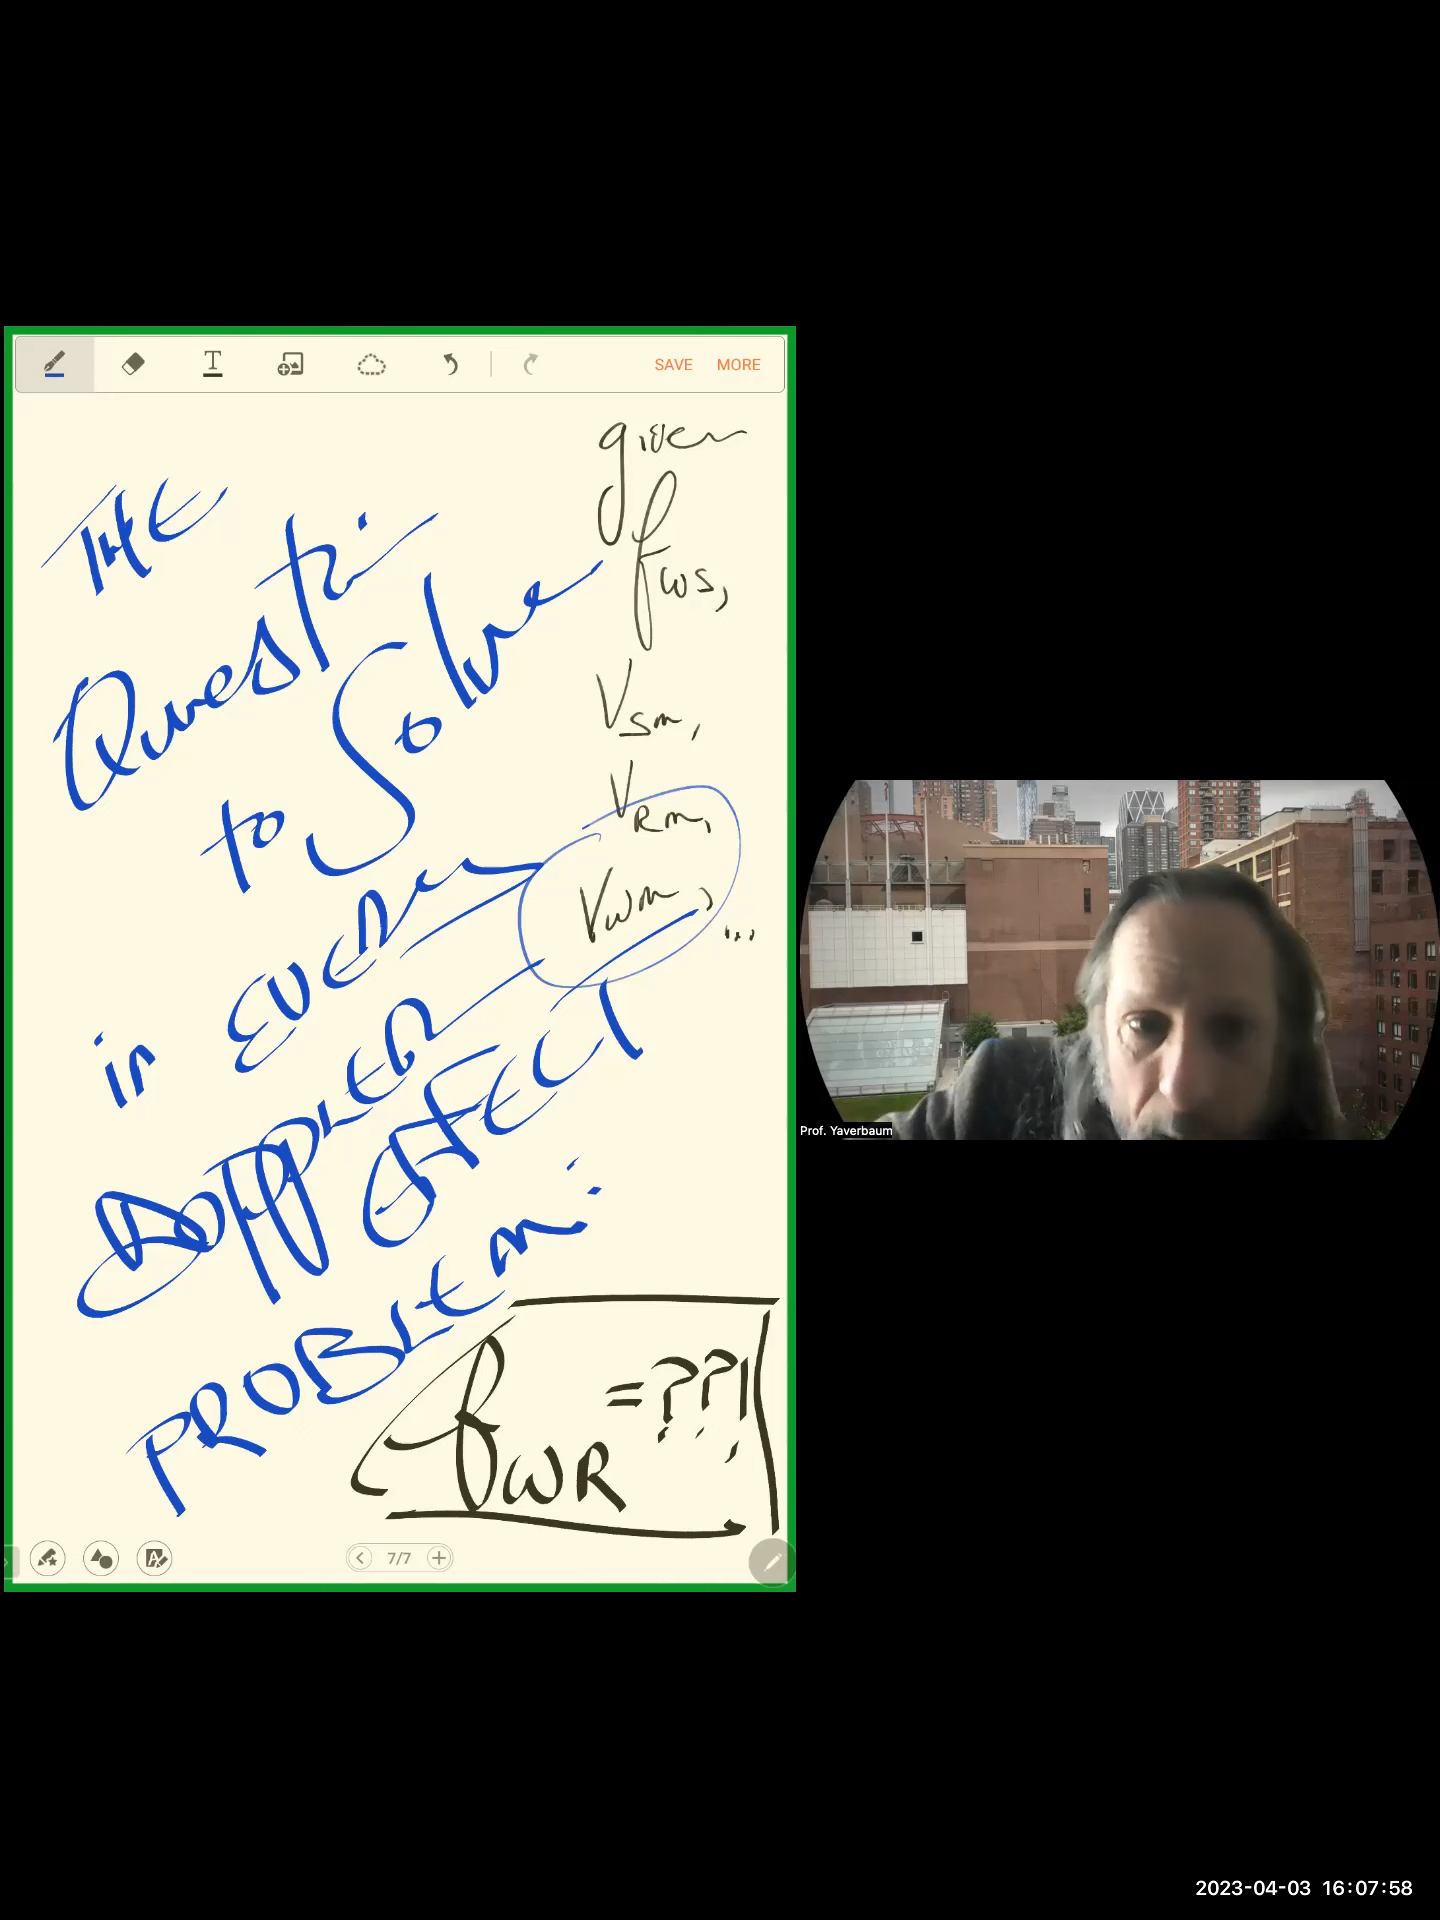 T
SAVE MORE
given
fws,
Vsm,
VRm,
Vwm, ...
THE
Questi
to Solve
in EVERY
DOPPLER
EFFECT
PROBLEM:
fWR = ??!
7/7
Prof. Yaverbaum
2023-04-03 16:07:58